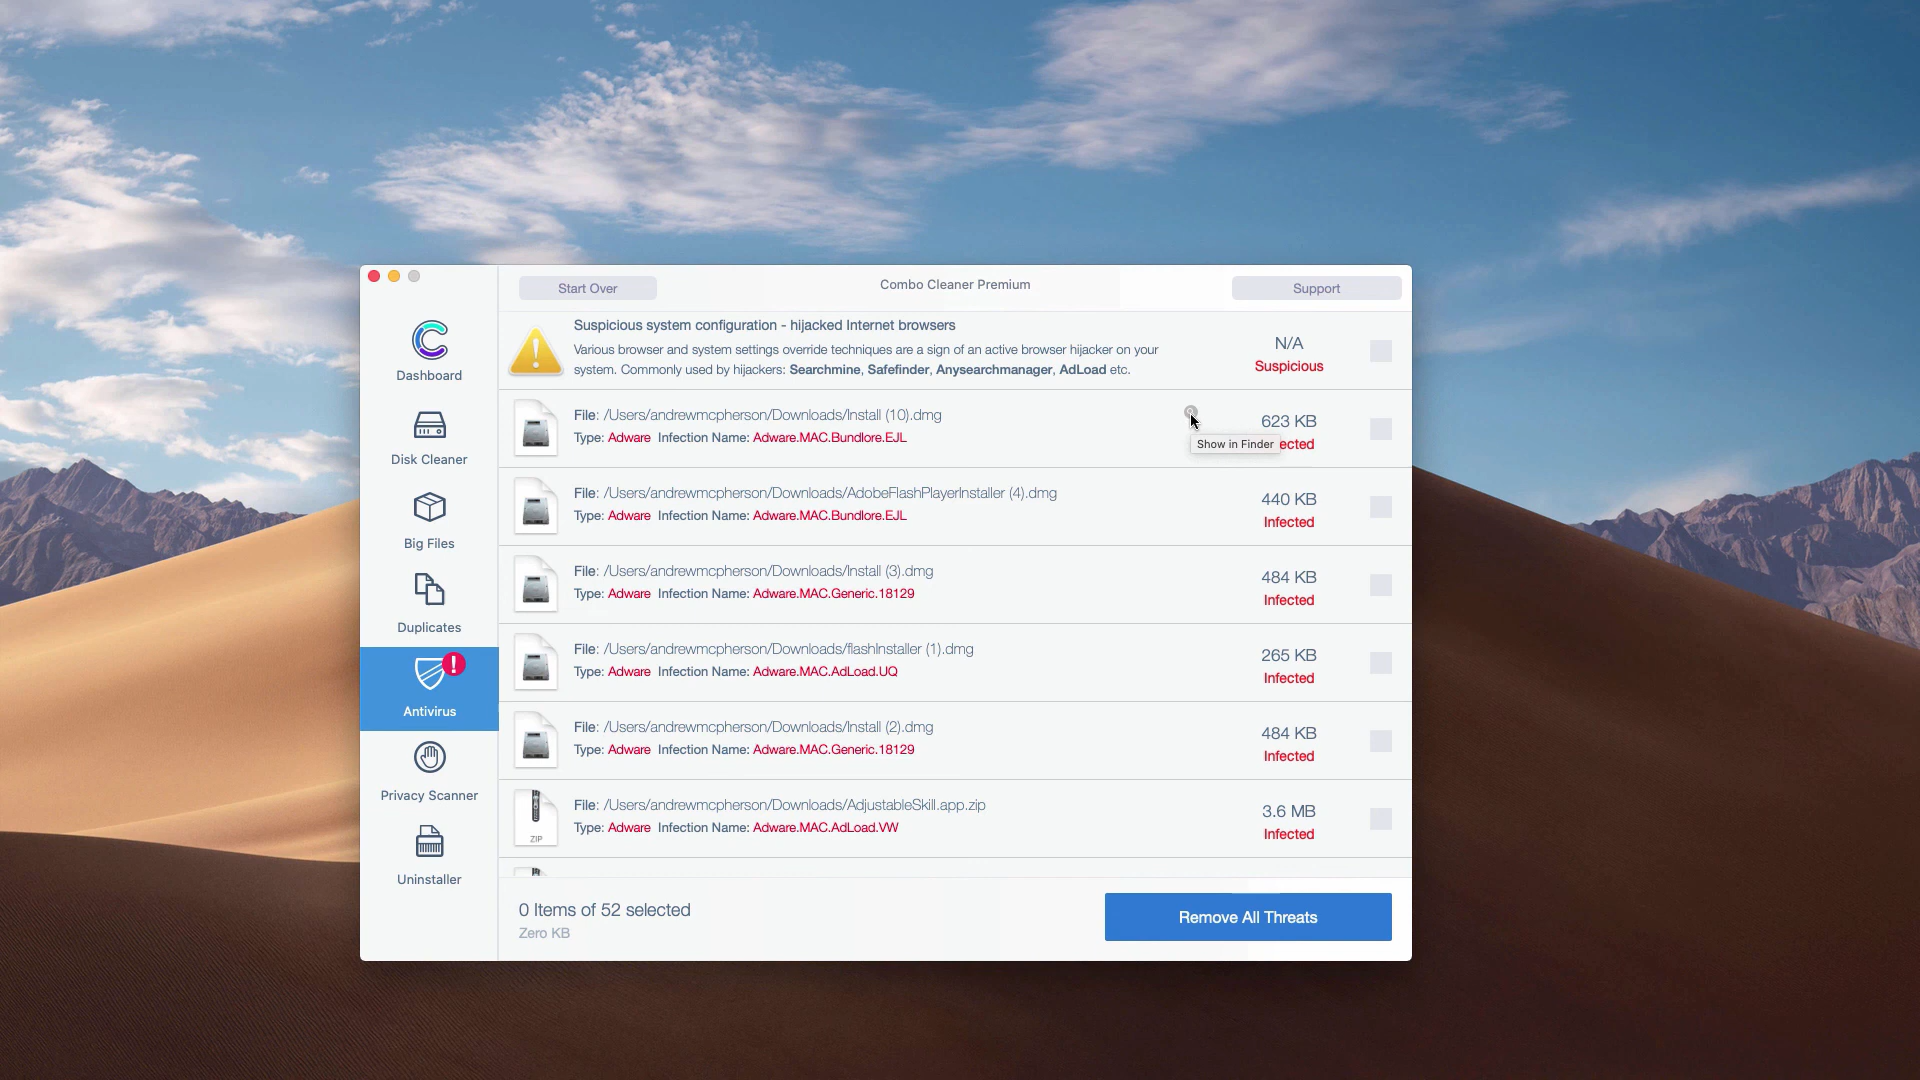 Start Over
Combo Cleaner Premium
Support
Dashboard
Disk Cleaner
Big Files
Duplicates
!
Antivirus
Privacy Scanner
Uninstaller
Suspicious system configuration - hijacked Internet browsers
Various browser and system settings override techniques are a sign of an active browser hijacker on your
system. Commonly used by hijackers: Searchmine, Safefinder, Anysearchmanager, AdLoad etc.
N/A
Suspicious
File: /Users/andrewmcpherson/Downloads/Install (10).dmg
Type: Adware Infection Name: Adware.MAC.Bundlore.EJL
623 KB
Show in Finder
ected
File: /Users/andrewmcpherson/Downloads/AdobeFlashPlayerInstaller (4).dmg
Type: Adware Infection Name: Adware.MAC.Bundlore.EJL
440 KB
Infected
File: /Users/andrewmcpherson/Downloads/Install (3).dmg
Type: Adware Infection Name: Adware.MAC.Generic.18129
484 KB
Infected
File: /Users/andrewmcpherson/Downloads/flashInstaller (1).dmg
Type: Adware Infection Name: Adware.MAC.AdLoad.UQ
265 KB
Infected
File: /Users/andrewmcpherson/Downloads/Install (2).dmg
Type: Adware Infection Name: Adware.MAC.Generic.18129
484 KB
Infected
ZIP
File: /Users/andrewmcpherson/Downloads/AdjustableSkill.app.zip
Type: Adware Infection Name: Adware.MAC.AdLoad.VW
3.6 MB
Infected
0 Items of 52 selected
Zero KB
Remove All Threats